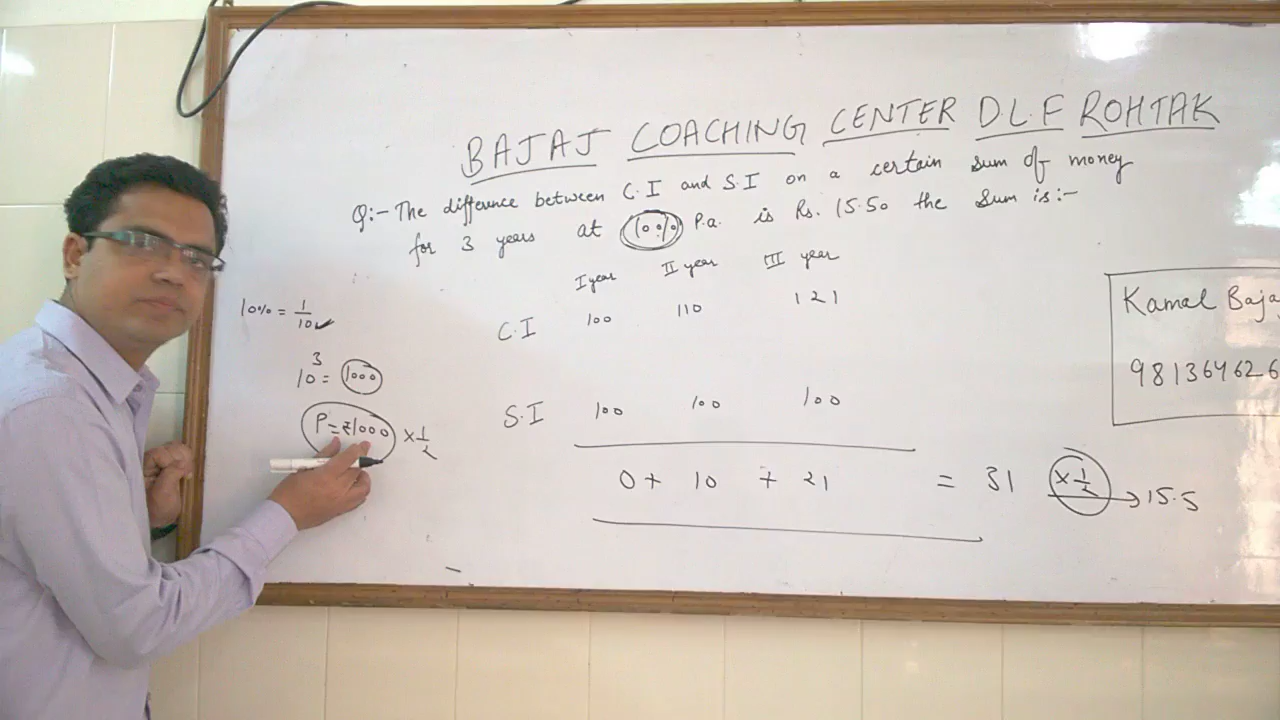 BAJAJ COACHING CENTER D.L.F ROHTAK
Q:- The difference between C.I and S.I on a certain sum of money
for 3 years at 10% P.a. is Rs. 15.50 the sum is:-
I year II year III year
C.I 100 110 121
S.I 100 100 100
0 + 10 + 21 = 31 × 1/2 → 15.5
10% = 1/10 ✓
10³ = 1000
P = ₹1000 × 1/2
Kamal Baja
981364626